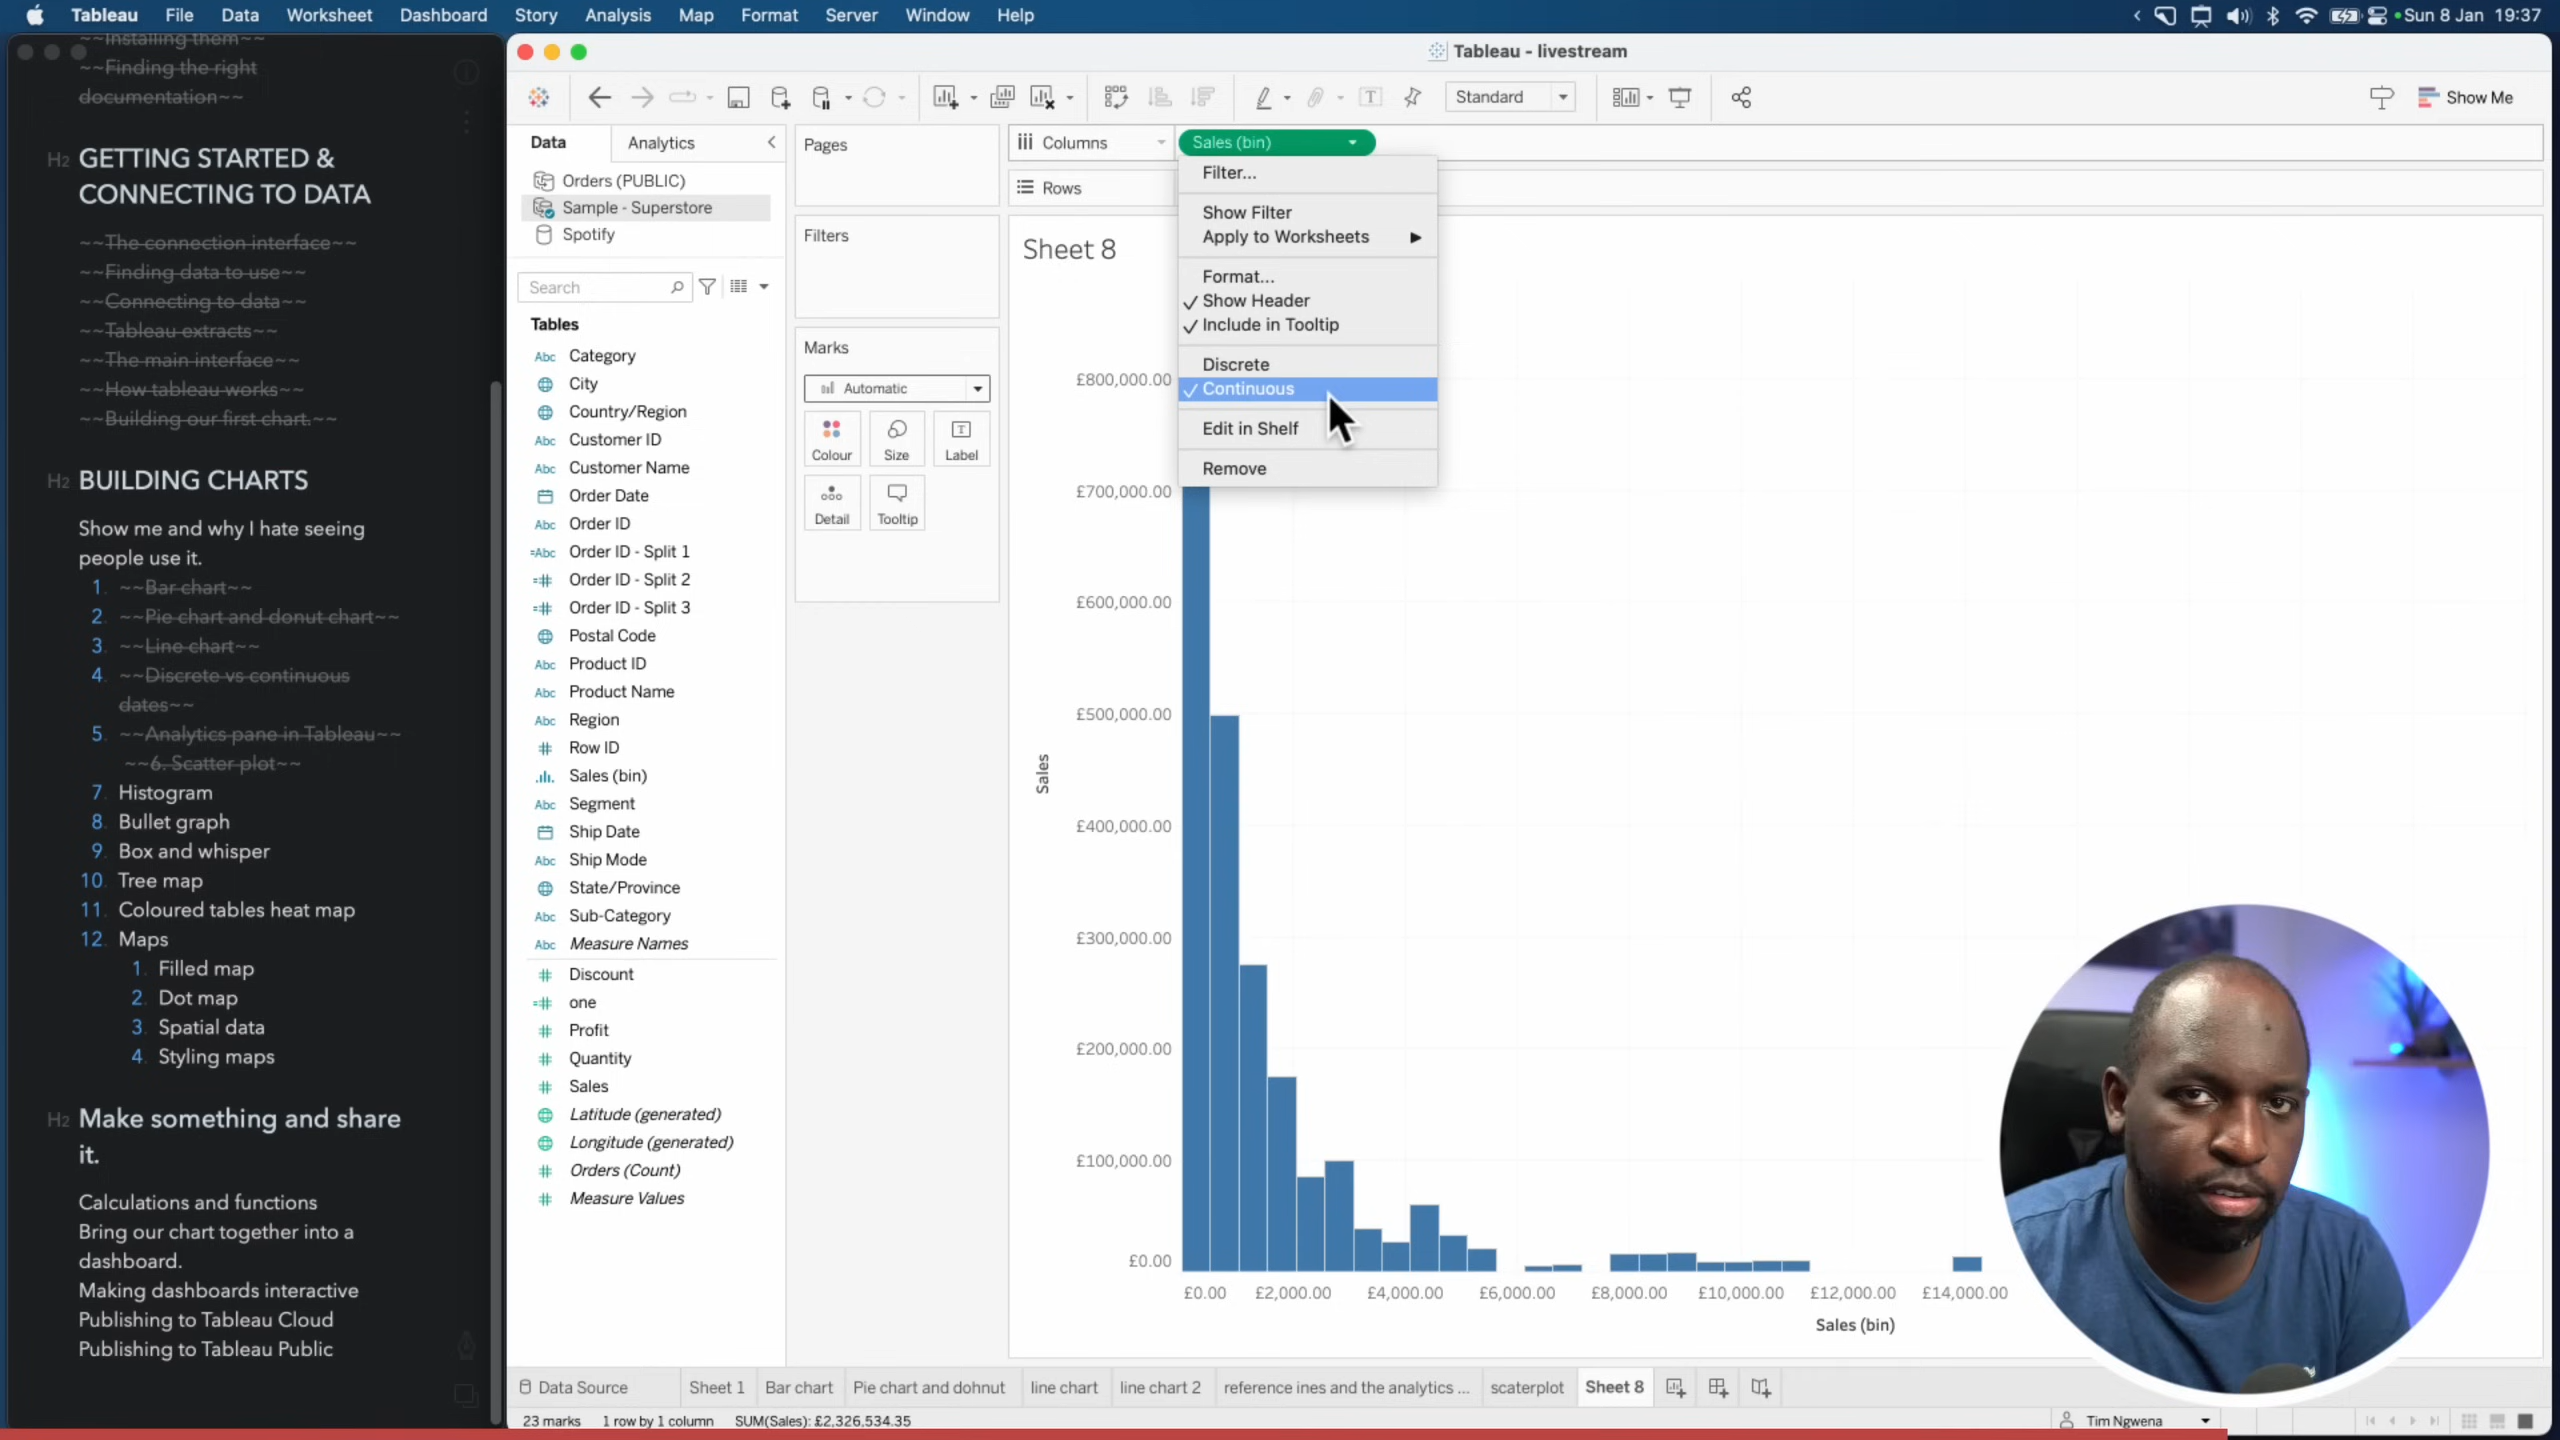 Tableau File Data Worksheet Dashboard Story Analysis Map Format Server Window Help
Sun 8 Jan 19:37
~~Installing them~~
~~Finding the right
documentation~~
H2 GETTING STARTED &
CONNECTING TO DATA
~~The connection interface~~
~~Finding data to use~~
~~Connecting to data~~
~~Tableau extracts~~
~~The main interface~~
~~How tableau works~~
~~Building our first chart.~~
H2 BUILDING CHARTS
Show me and why I hate seeing
people use it.
1. ~~Bar chart~~
2. ~~Pie chart and donut chart~~
3. ~~Line chart~~
4. ~~Discrete vs continuous
dates~~
5. ~~Analytics pane in Tableau~~
~~6. Scatter plot~~
7. Histogram
8. Bullet graph
9. Box and whisper
10. Tree map
11. Coloured tables heat map
12. Maps
1. Filled map
2. Dot map
3. Spatial data
4. Styling maps
H2 Make something and share
it.
Calculations and functions
Bring our chart together into a
dashboard.
Making dashboards interactive
Publishing to Tableau Cloud
Publishing to Tableau Public
Tableau - livestream
Standard
Show Me
Data Analytics
Orders (PUBLIC)
Sample - Superstore
Spotify
Search
Tables
Abc Category
City
Country/Region
Abc Customer ID
Abc Customer Name
Order Date
Abc Order ID
=Abc Order ID - Split 1
=# Order ID - Split 2
=# Order ID - Split 3
Postal Code
Abc Product ID
Abc Product Name
Abc Region
# Row ID
Sales (bin)
Abc Segment
Ship Date
Abc Ship Mode
State/Province
Abc Sub-Category
Abc Measure Names
# Discount
=# one
# Profit
# Quantity
# Sales
Latitude (generated)
Longitude (generated)
# Orders (Count)
# Measure Values
Pages
Filters
Marks
Automatic
Colour Size Label
Detail Tooltip
Columns
Sales (bin)
Rows
Filter...
Show Filter
Apply to Worksheets
Format...
✓ Show Header
✓ Include in Tooltip
Discrete
✓ Continuous
Edit in Shelf
Remove
Sheet 8
£800,000.00
£700,000.00
£600,000.00
£500,000.00
£400,000.00
£300,000.00
£200,000.00
£100,000.00
£0.00
Sales
£0.00 £2,000.00 £4,000.00 £6,000.00 £8,000.00 £10,000.00 £12,000.00 £14,000.00
Sales (bin)
Data Source Sheet 1 Bar chart Pie chart and dohnut line chart line chart 2 reference ines and the analytics ... scaterplot Sheet 8
23 marks 1 row by 1 column SUM(Sales): £2,326,534.35
Tim Ngwena